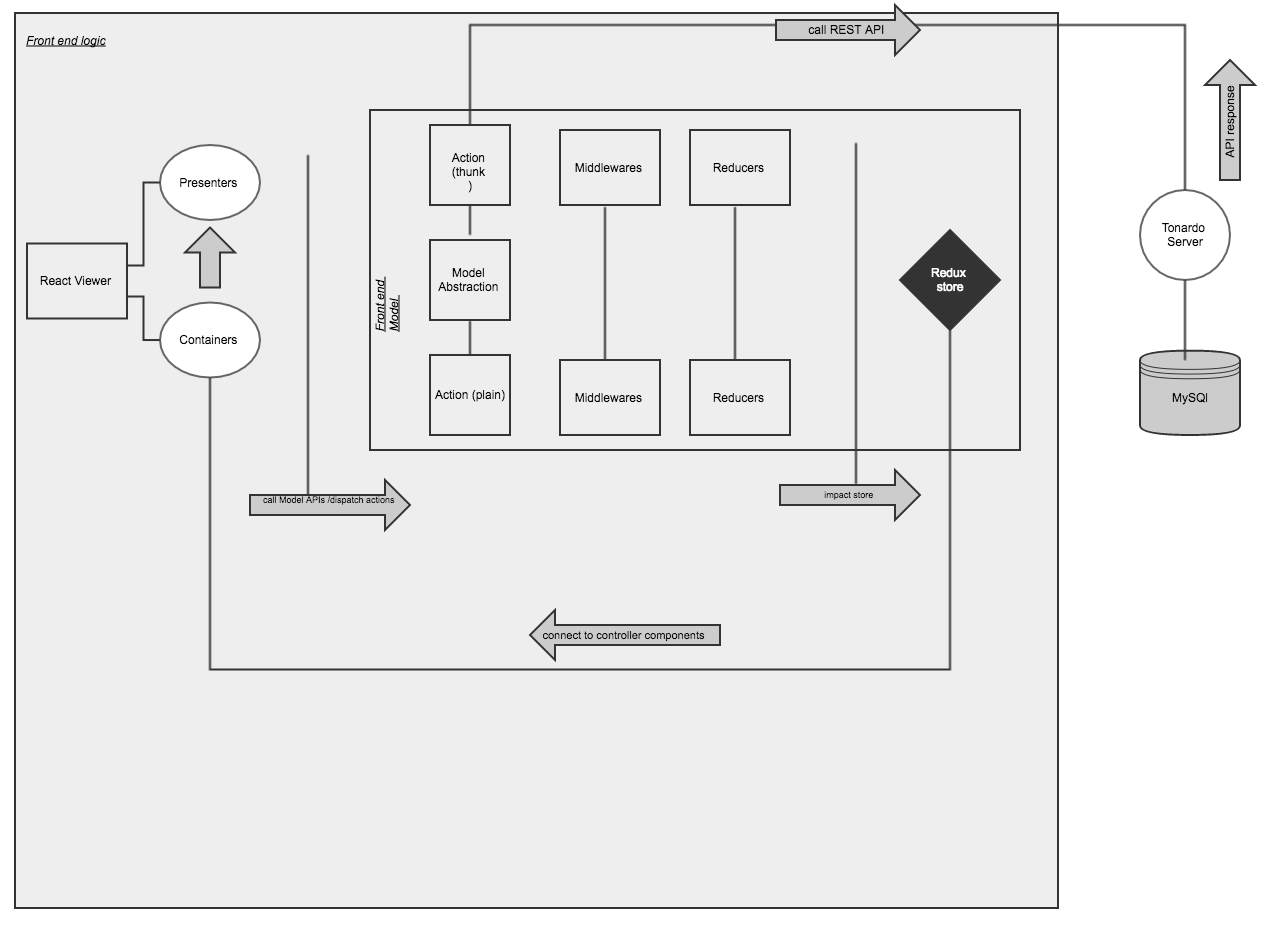 Front end logic
call REST API
API response
Presenters
React Viewer
Containers
Front end
Model
Action
(thunk
)
Middlewares
Reducers
Model
Abstraction
Action (plain)
Middlewares
Reducers
Redux
store
Tonardo
Server
MySQl
call Model APIs /dispatch actions
impact store
connect to controller components